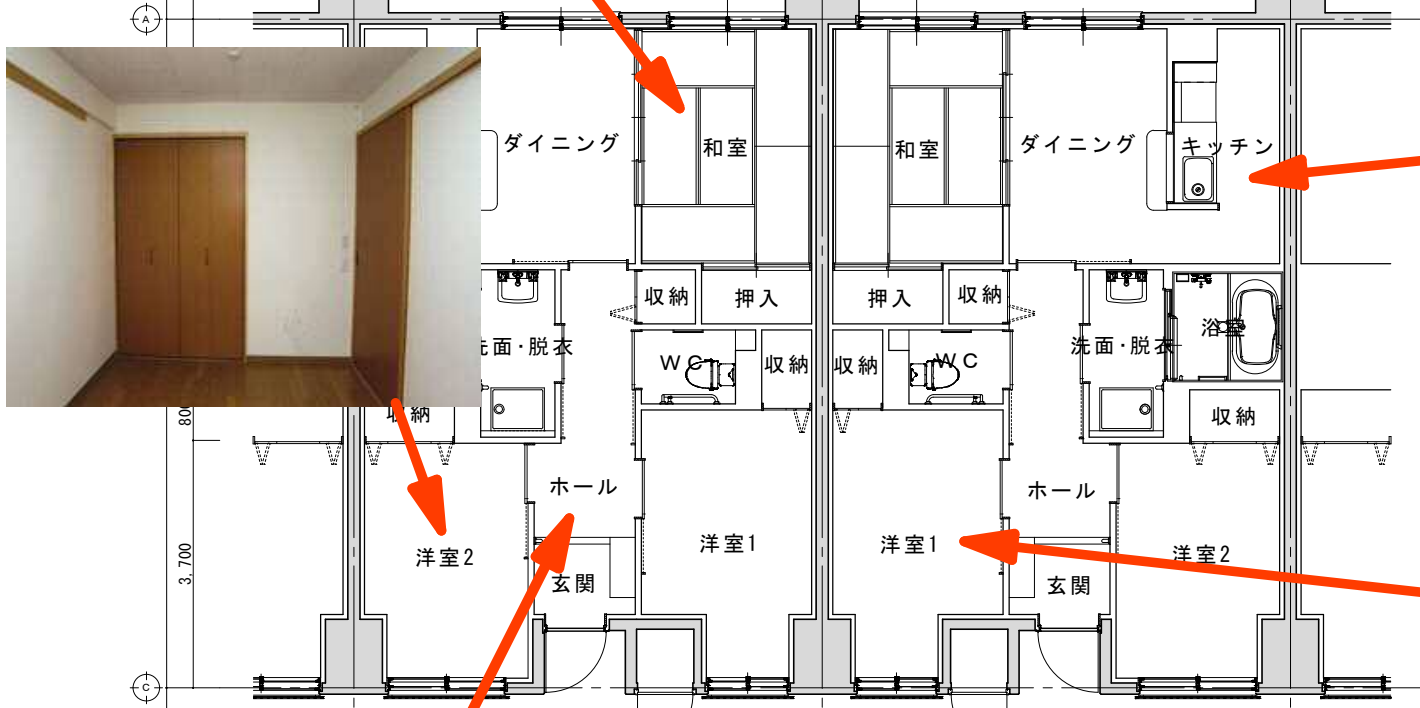 A
ダイニング
和室
和室
ダイニング
キッチン
収納
押入
押入
収納
洗面・脱衣
WC
収納
収納
WC
洗面・脱衣
浴室
800
収納
収納
ホール
ホール
3,700
洋室2
洋室1
洋室1
洋室2
玄関
玄関
C